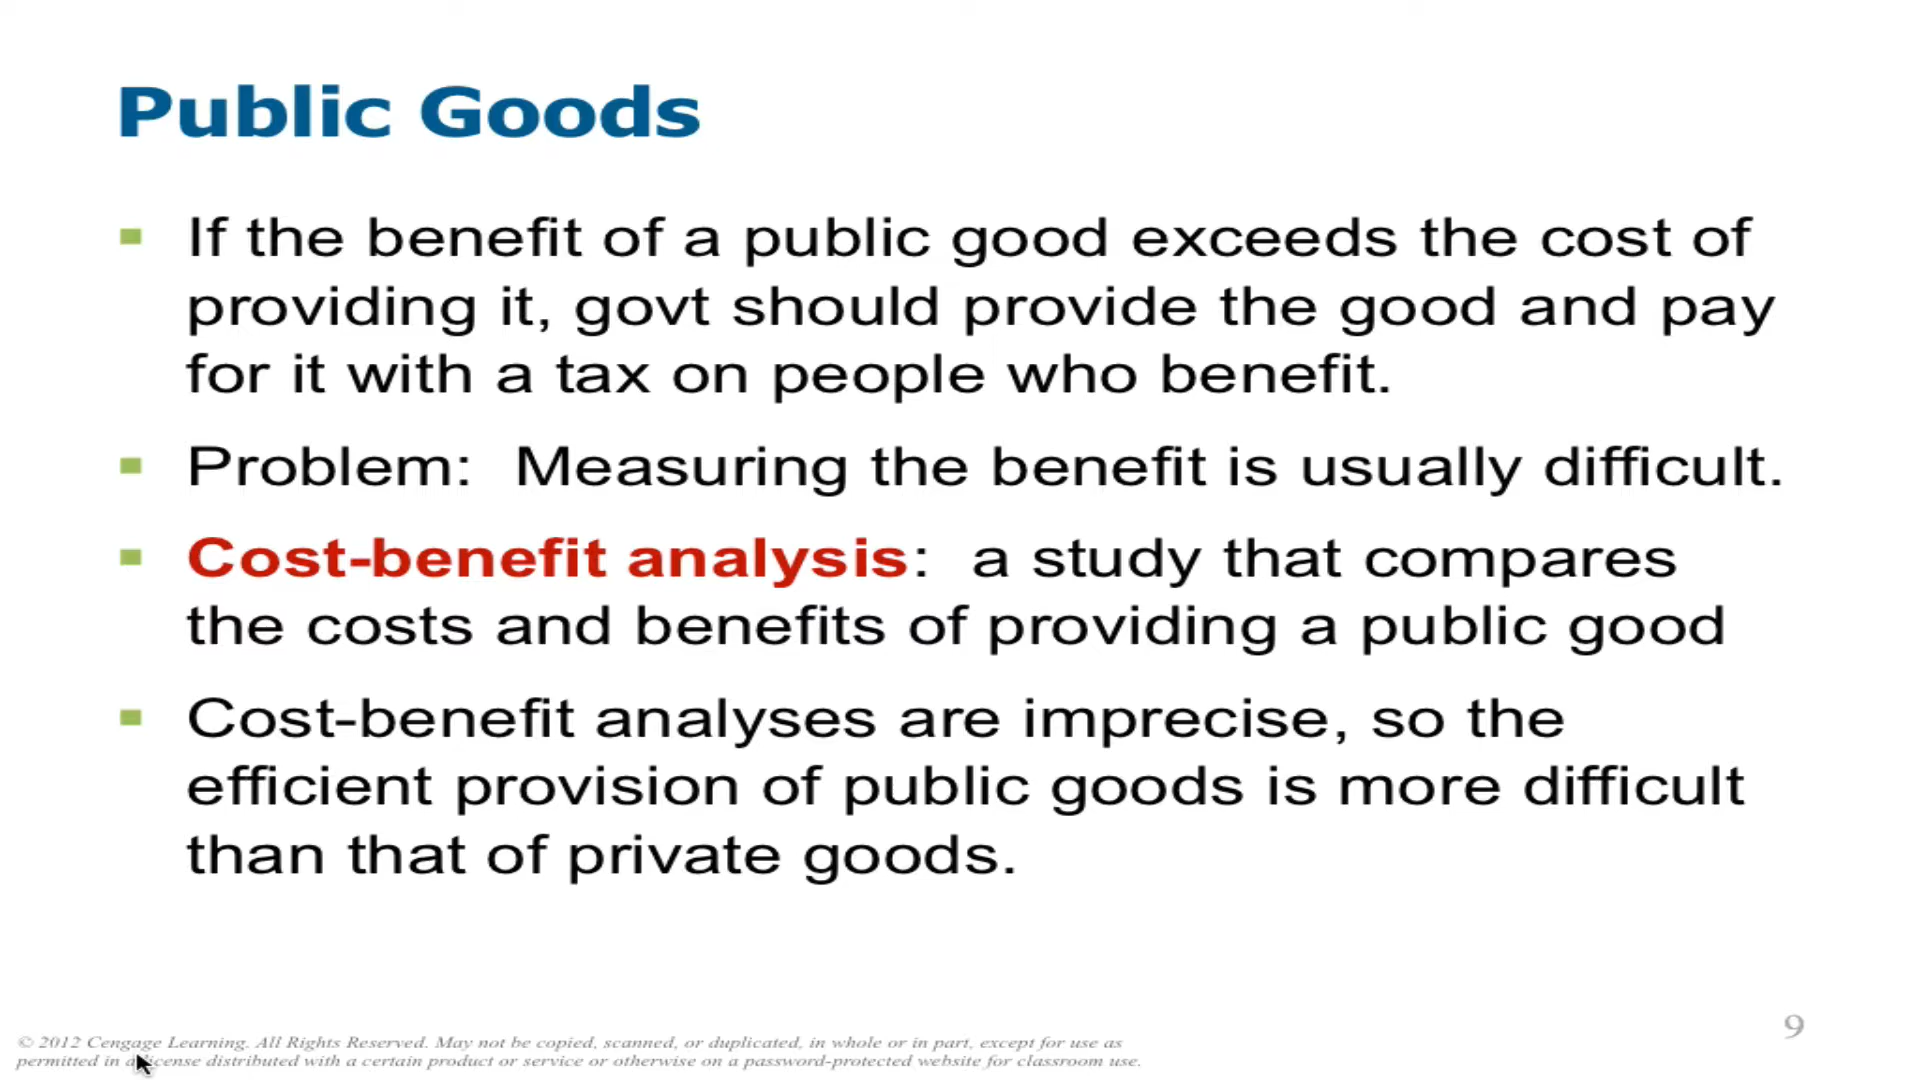 Public Goods
If the benefit of a public good exceeds the cost of
providing it, govt should provide the good and pay
for it with a tax on people who benefit.
Problem: Measuring the benefit is usually difficult.
Cost-benefit analysis: a study that compares
the costs and benefits of providing a public good
Cost-benefit analyses are imprecise, so the
efficient provision of public goods is more difficult
than that of private goods.
© 2012 Cengage Learning. All Rights Reserved. May not be copied, scanned, or duplicated, in whole or in part, except for use as
permitted in a license distributed with a certain product or service or otherwise on a password-protected website for classroom use.
9